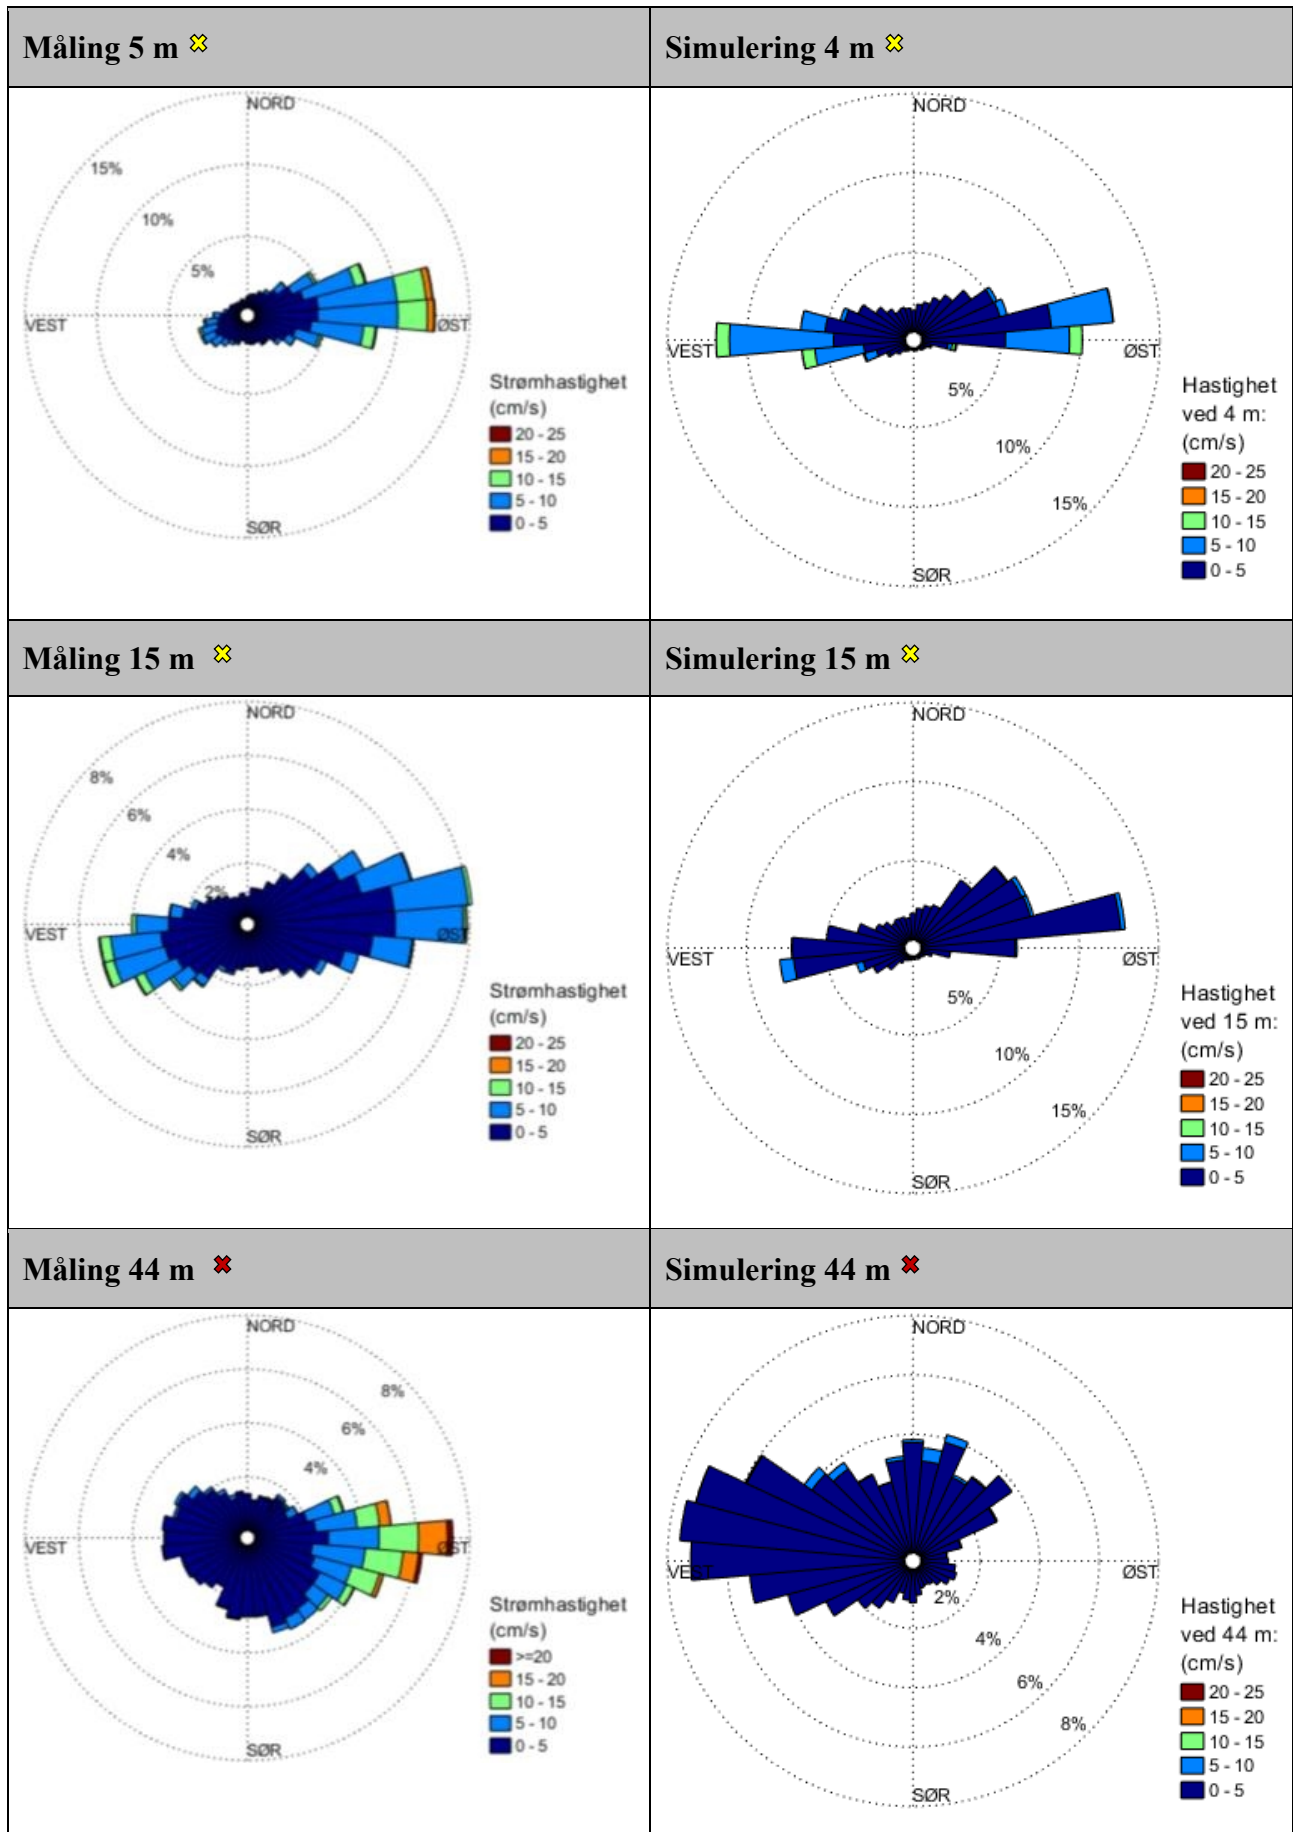 Måling 5 m
Simulering 4 m
NORD
15%
10%
5%
VEST
ØST
SØR
Strømhastighet
(cm/s)
20 - 25
15 - 20
10 - 15
5 - 10
0 - 5
NORD
VEST
ØST
5%
10%
15%
SØR
Hastighet
ved 4 m:
(cm/s)
20 - 25
15 - 20
10 - 15
5 - 10
0 - 5
Måling 15 m
Simulering 15 m
NORD
8%
6%
4%
2%
VEST
ØST
SØR
Strømhastighet
(cm/s)
20 - 25
15 - 20
10 - 15
5 - 10
0 - 5
NORD
VEST
ØST
5%
10%
15%
SØR
Hastighet
ved 15 m:
(cm/s)
20 - 25
15 - 20
10 - 15
5 - 10
0 - 5
Måling 44 m
Simulering 44 m
NORD
8%
6%
4%
VEST
ØST
SØR
Strømhastighet
(cm/s)
>=20
15 - 20
10 - 15
5 - 10
0 - 5
NORD
VEST
ØST
2%
4%
6%
8%
SØR
Hastighet
ved 44 m:
(cm/s)
20 - 25
15 - 20
10 - 15
5 - 10
0 - 5